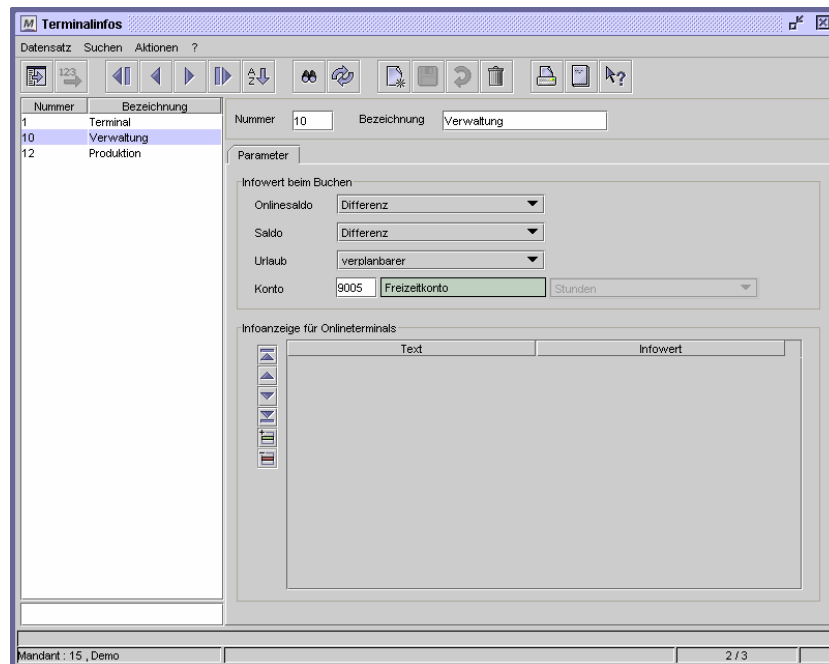 M Terminalinfos
Datensatz Suchen Aktionen ?
123
A
Z
?
Nummer Bezeichnung
1 Terminal
10 Verwaltung
12 Produktion
Nummer 10 Bezeichnung Verwaltung
Parameter
Infowert beim Buchen
Onlinesaldo Differenz
Saldo Differenz
Urlaub verplanbarer
Konto 9005 Freizeitkonto Stunden
Infoanzeige für Onlineterminals
Text Infowert
Mandant : 15 , Demo 2 / 3